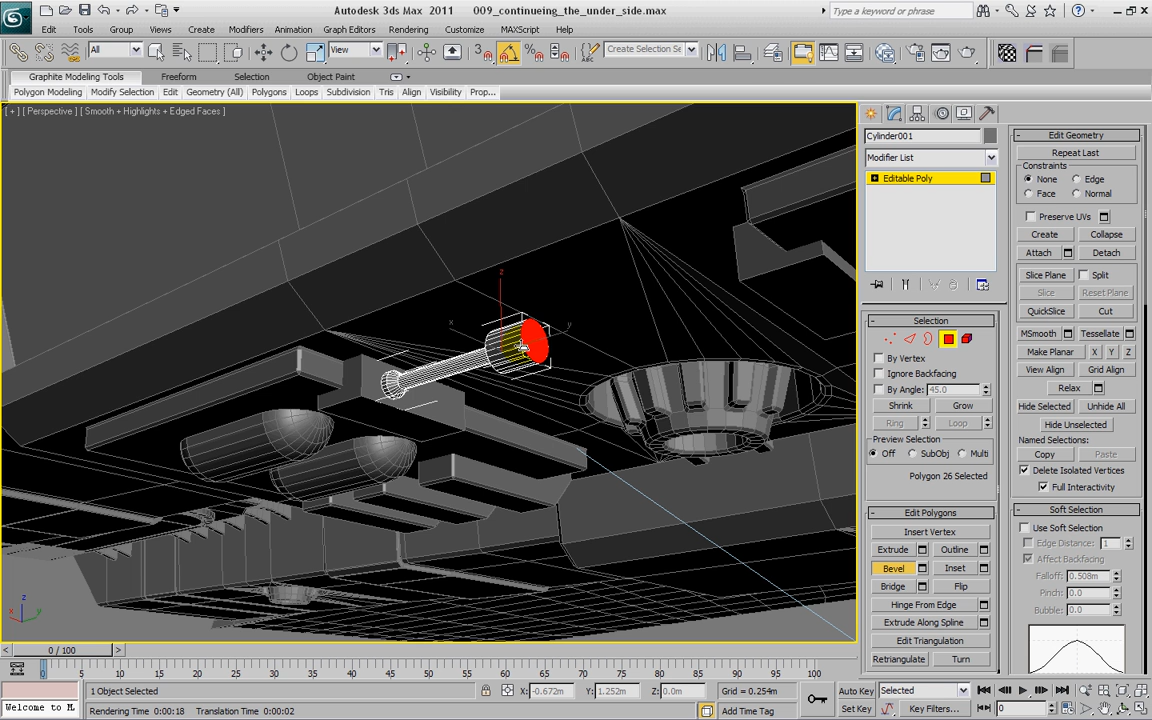 Autodesk 3ds Max 2011 009_continueing_the_under_side.max
Type a keyword or phrase
Edit Tools Group Views Create Modifiers Animation Graph Editors Rendering Customize MAXScript Help
All View Create Selection Se
Graphite Modeling Tools Freeform Selection Object Paint
Polygon Modeling Modify Selection Edit Geometry (All) Polygons Loops Subdivision Tris Align Visibility Prop...
[ + ] [ Perspective ] [ Smooth + Highlights + Edged Faces ]
x y z
z x y
0 / 100
0 5 10 15 20 25 30 35 40 45 50 55 60 65 70 75 80 85 90 95 100
Welcome to M
1 Object Selected
X: -0.672m Y: 1.252m Z: 0.0m Grid = 0.254m
Rendering Time 0:00:18 Translation Time 0:00:02
Add Time Tag
Auto Key Selected
Set Key Key Filters... 0
Cylinder001
Modifier List
Editable Poly
Selection
By Vertex
Ignore Backfacing
By Angle: 45.0
Shrink Grow
Ring Loop
Preview Selection
Off SubObj Multi
Polygon 26 Selected
Edit Polygons
Insert Vertex
Extrude Outline
Bevel Inset
Bridge Flip
Hinge From Edge
Extrude Along Spline
Edit Triangulation
Retriangulate Turn
Edit Geometry
Repeat Last
Constraints
None Edge
Face Normal
Preserve UVs
Create Collapse
Attach Detach
Slice Plane Split
Slice Reset Plane
QuickSlice Cut
MSmooth Tessellate
Make Planar X Y Z
View Align Grid Align
Relax
Hide Selected Unhide All
Hide Unselected
Named Selections:
Copy Paste
Delete Isolated Vertices
Full Interactivity
Soft Selection
Use Soft Selection
Edge Distance: 1
Affect Backfacing
Falloff: 0.508m
Pinch: 0.0
Bubble: 0.0